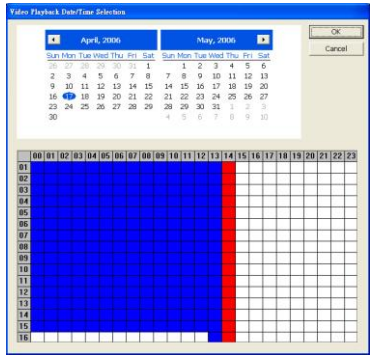 Video Playback Date/Time Selection
April, 2006 May, 2006
OK
Cancel
Sun Mon Tue Wed Thu Fri Sat Sun Mon Tue Wed Thu Fri Sat
26 27 28 29 30 31 1 1 2 3 4 5 6
2 3 4 5 6 7 8 7 8 9 10 11 12 13
9 10 11 12 13 14 15 14 15 16 17 18 19 20
16 17 18 19 20 21 22 21 22 23 24 25 26 27
23 24 25 26 27 28 29 28 29 30 31 1 2 3
30 4 5 6 7 8 9 10
00 01 02 03 04 05 06 07 08 09 10 11 12 13 14 15 16 17 18 19 20 21 22 23
01
02
03
04
05
06
07
08
09
10
11
12
13
14
15
16